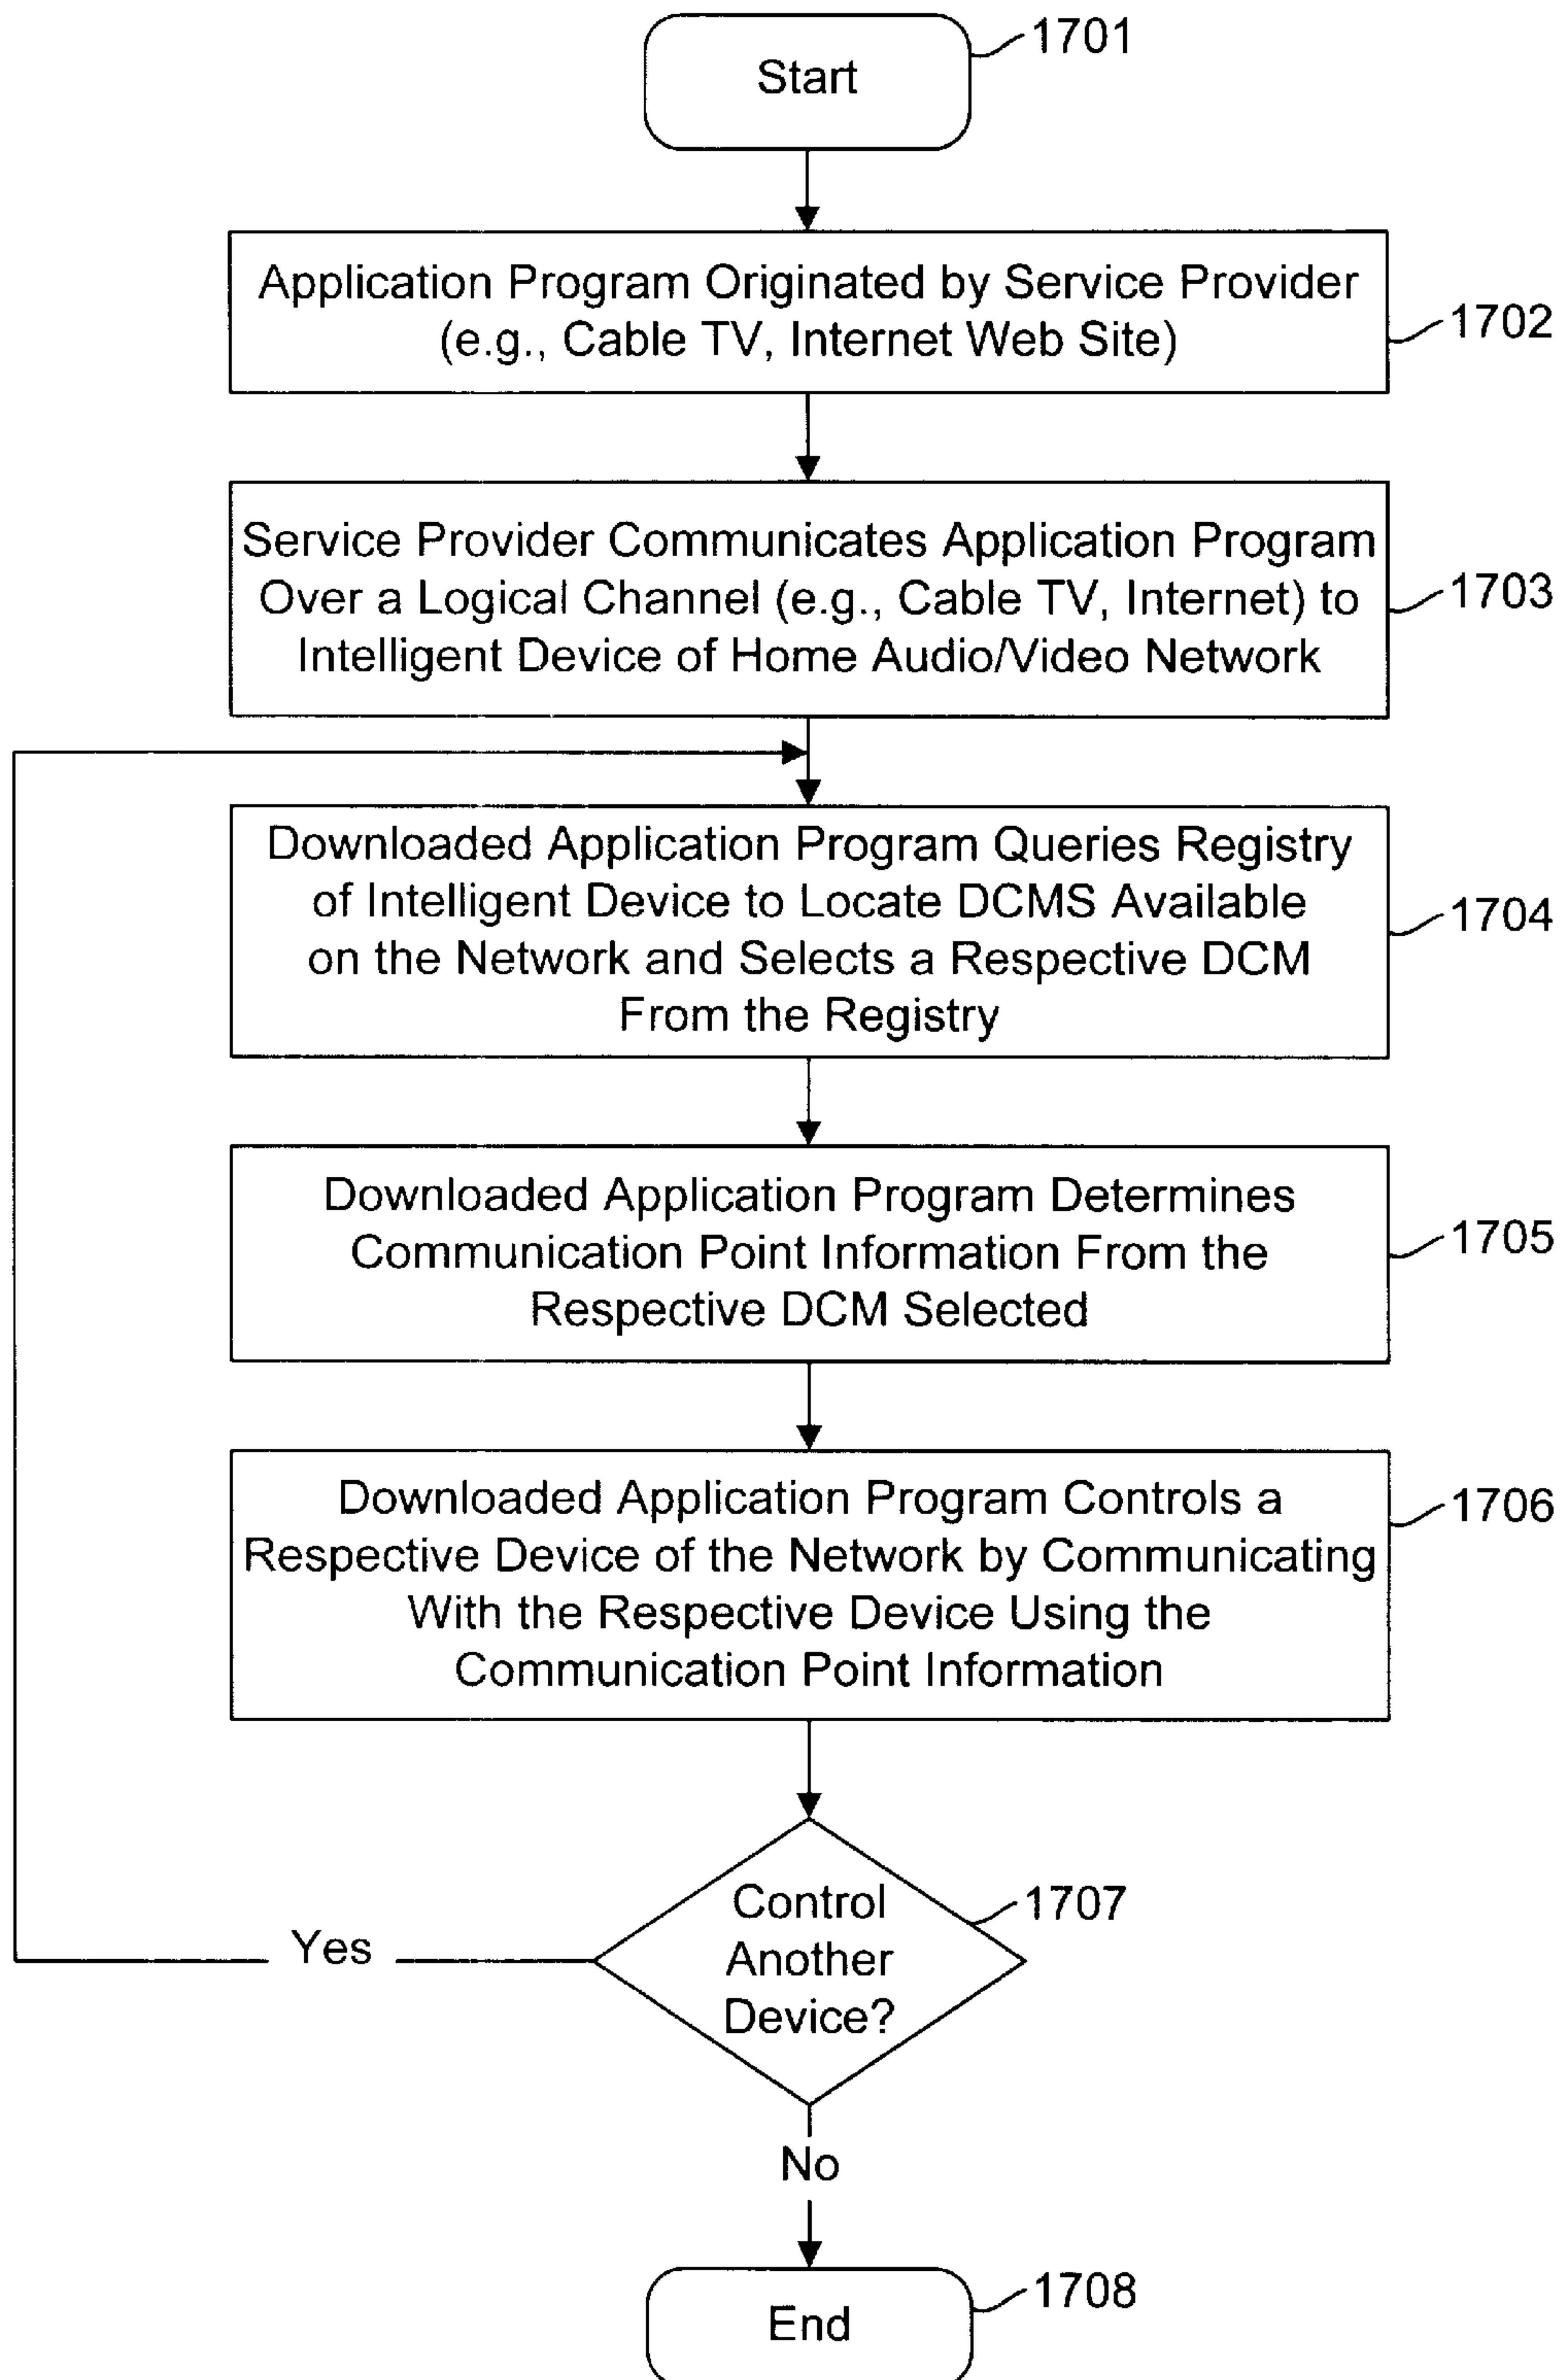 Start
1701
Application Program Originated by Service Provider
(e.g., Cable TV, Internet Web Site)
1702
Service Provider Communicates Application Program
Over a Logical Channel (e.g., Cable TV, Internet) to
Intelligent Device of Home Audio/Video Network
1703
Downloaded Application Program Queries Registry
of Intelligent Device to Locate DCMS Available
on the Network and Selects a Respective DCM
From the Registry
1704
Downloaded Application Program Determines
Communication Point Information From the
Respective DCM Selected
1705
Downloaded Application Program Controls a
Respective Device of the Network by Communicating
With the Respective Device Using the
Communication Point Information
1706
Control
Another
Device?
1707
Yes
No
End
1708